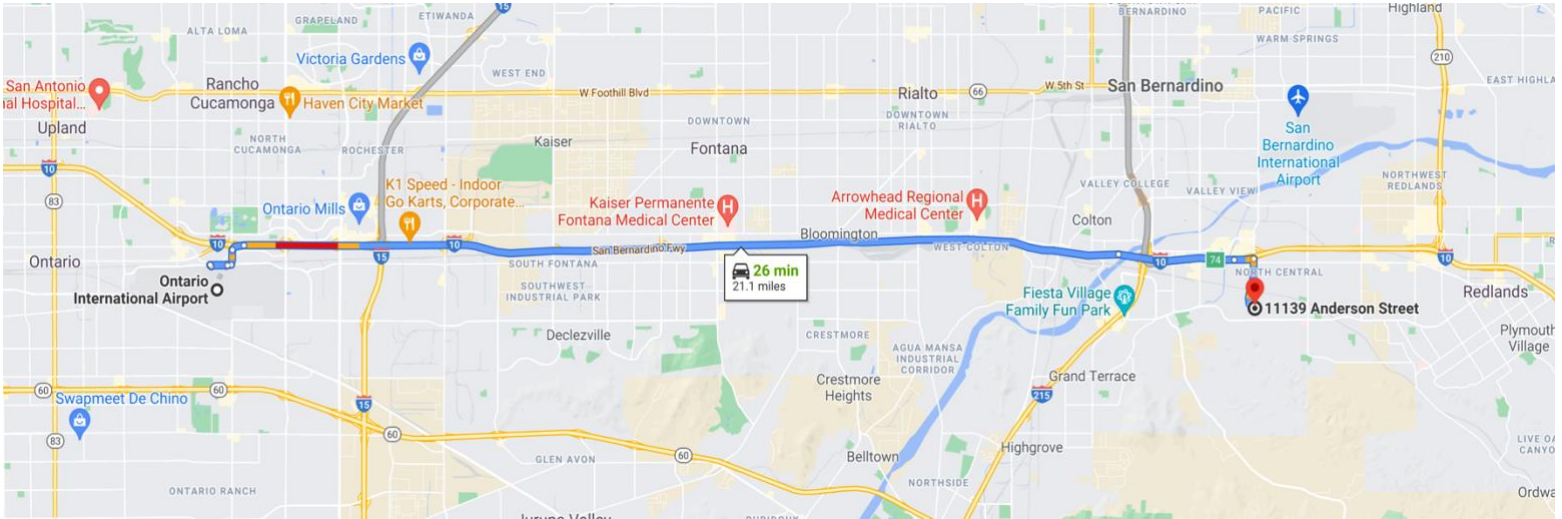 GRAPELAND
ETIWANDA
15
BERNARDINO
PACIFIC
Highland
ALTA LOMA
WARM SPRINGS
Victoria Gardens
210
WEST END
San Antonio
Rancho
Cucamonga
Haven City Market
W Foothill Blvd
Rialto
66
W 5th St
San Bernardino
EAST HIGHLA
nal Hospital...
Upland
DOWNTOWN
DOWNTOWN
RIALTO
San
Bernardino
International
Airport
NORTH
CUCAMONGA
ROCHESTER
Kaiser
Fontana
10
83
K1 Speed - Indoor
Go Karts, Corporate...
VALLEY COLLEGE
VALLEY VIEW
NORTHWEST
REDLANDS
Ontario Mills
Kaiser Permanente
Fontana Medical Center
H
Arrowhead Regional
Medical Center
H
Colton
10
15
10
San Bernardino Fwy
Bloomington
WEST COLTON
10
74
10
Ontario
SOUTH FONTANA
NORTH CENTRAL
Ontario
International Airport
26 min
21.1 miles
SOUTHWEST
INDUSTRIAL PARK
Fiesta Village
Family Fun Park
11139 Anderson Street
Redlands
Declezville
CRESTMORE
Plymouth
Village
AGUA MANSA
INDUSTRIAL
CORRIDOR
60
60
Crestmore
Heights
Grand Terrace
Swapmeet De Chino
15
215
83
60
60
Belltown
Highgrove
GLEN AVON
LIVE OA
CANYO
ONTARIO RANCH
NORTHSIDE
Ordwa
Jurupa Valley
RUBIDOUX